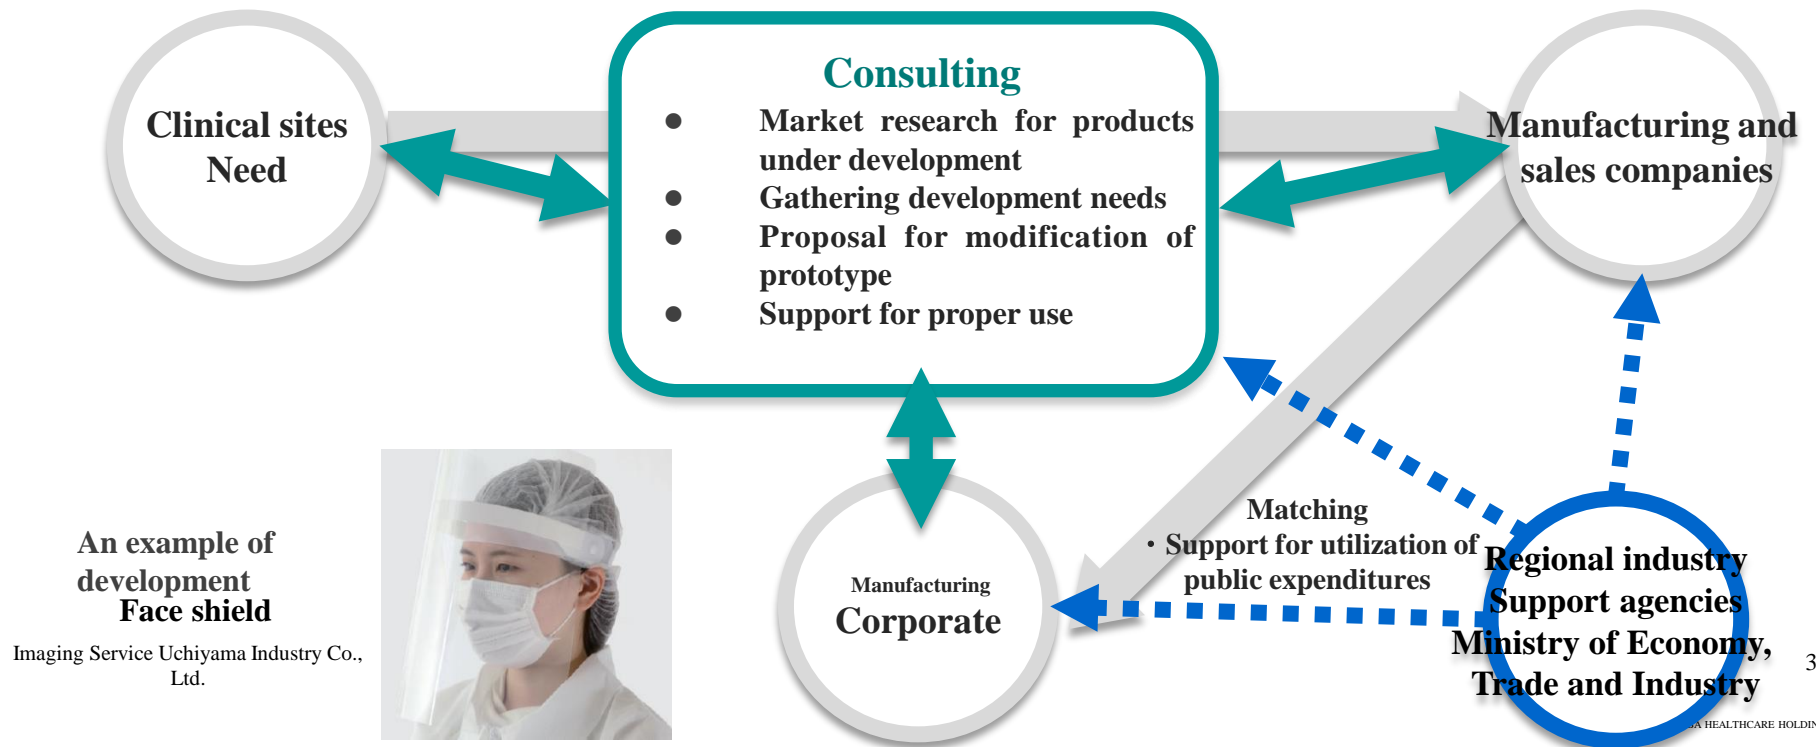 Consulting
Clinical sites
Need
● Market research for products
under development
● Gathering development needs
● Proposal for modification of
prototype
● Support for proper use
Manufacturing and
sales companies
An example of
development
Face shield
Imaging Service Uchiyama Industry Co.,
Ltd.
Manufacturing
Corporate
Matching
・Support for utilization of
public expenditures
Regional industry
Support agencies
Ministry of Economy,
Trade and Industry
3
HEALTHCARE